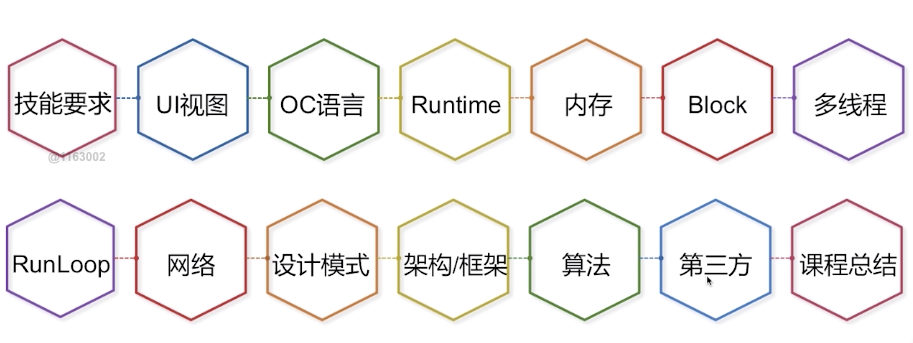 技能要求 UI视图 OC语言 Runtime 内存 Block 多线程
@1163002
RunLoop 网络 设计模式 架构/框架 算法 第三方 课程总结